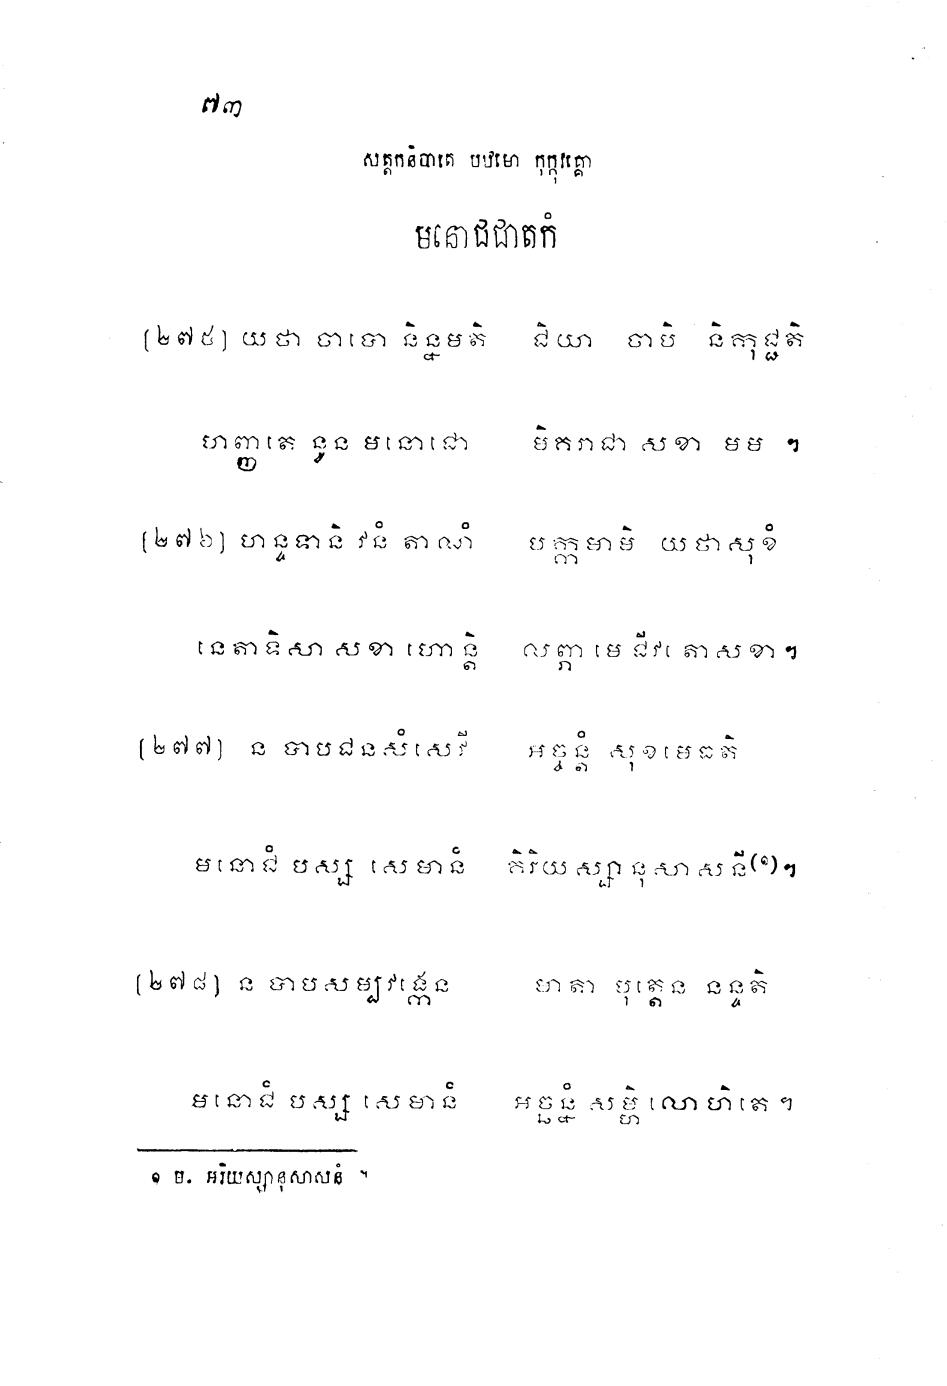 ៧៣
សត្តកនិបាតេ បឋមោ កុក្កុវគ្គោ
មនោជជាតកំ
(២៧៥) យថា ចាបោ និន្នមតិ ជិយា ចាបិ និកុជ្ជតិ
ហញ្ញតេ នូន មនោជោ មិគរាជា សខា មម ៗ
(២៧៦) ហន្ទទានិ វនំ តាណំ បក្កមាមិ យថាសុខំ
នេតាទិសា សខា ហោន្តិ លព្ភា មេ ជីវតោ សខា ៗ
(២៧៧) ន បាបជនសំសេវី អច្ចន្តំ សុខមេធតិ
មនោជំ បស្ស សេមានំ គិរិយស្សានុសាសនី(១) ៗ
(២៧៨) ន បាបសម្បវង្កេន មាតា បុត្តេន នន្ទតិ
មនោជំ បស្ស សេមានំ អច្ឆន្នំ សម្ហិ លោហិតេ ។
១ ម. អរិយស្សានុសាសនំ ។